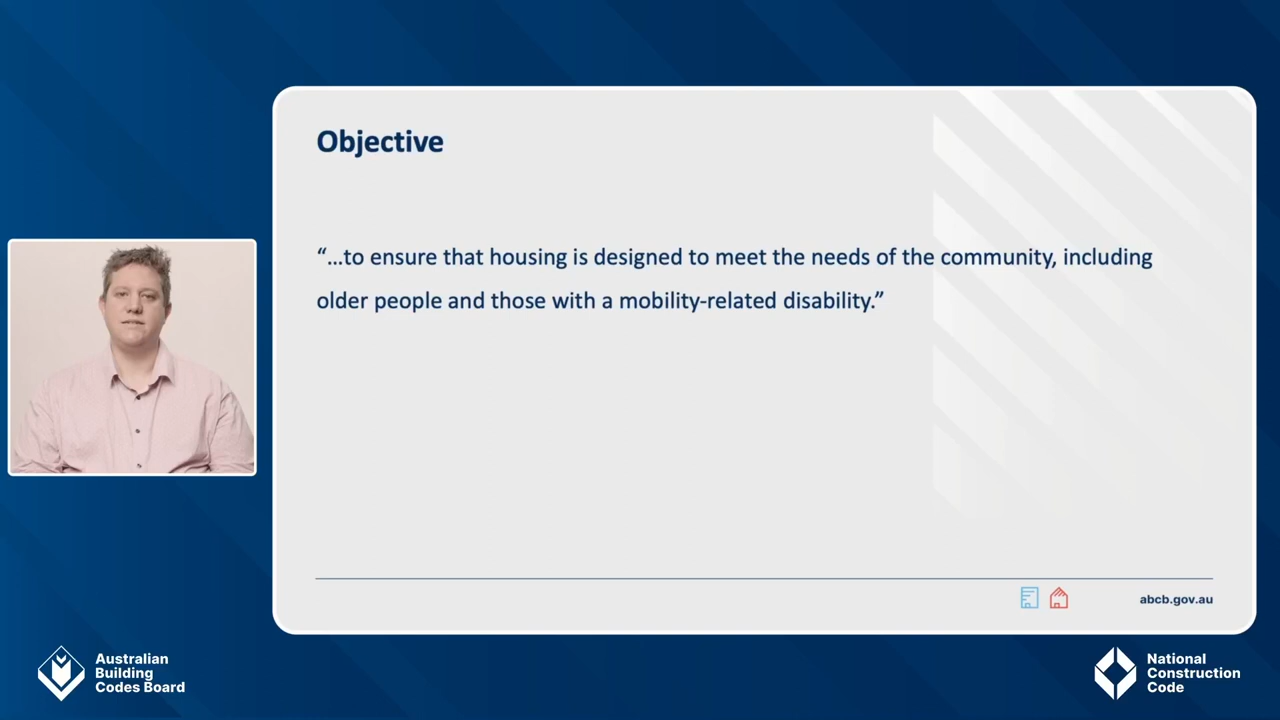 Objective
“...to ensure that housing is designed to meet the needs of the community, including
older people and those with a mobility-related disability.”
abcb.gov.au
Australian
Building
Codes Board
National
Construction
Code